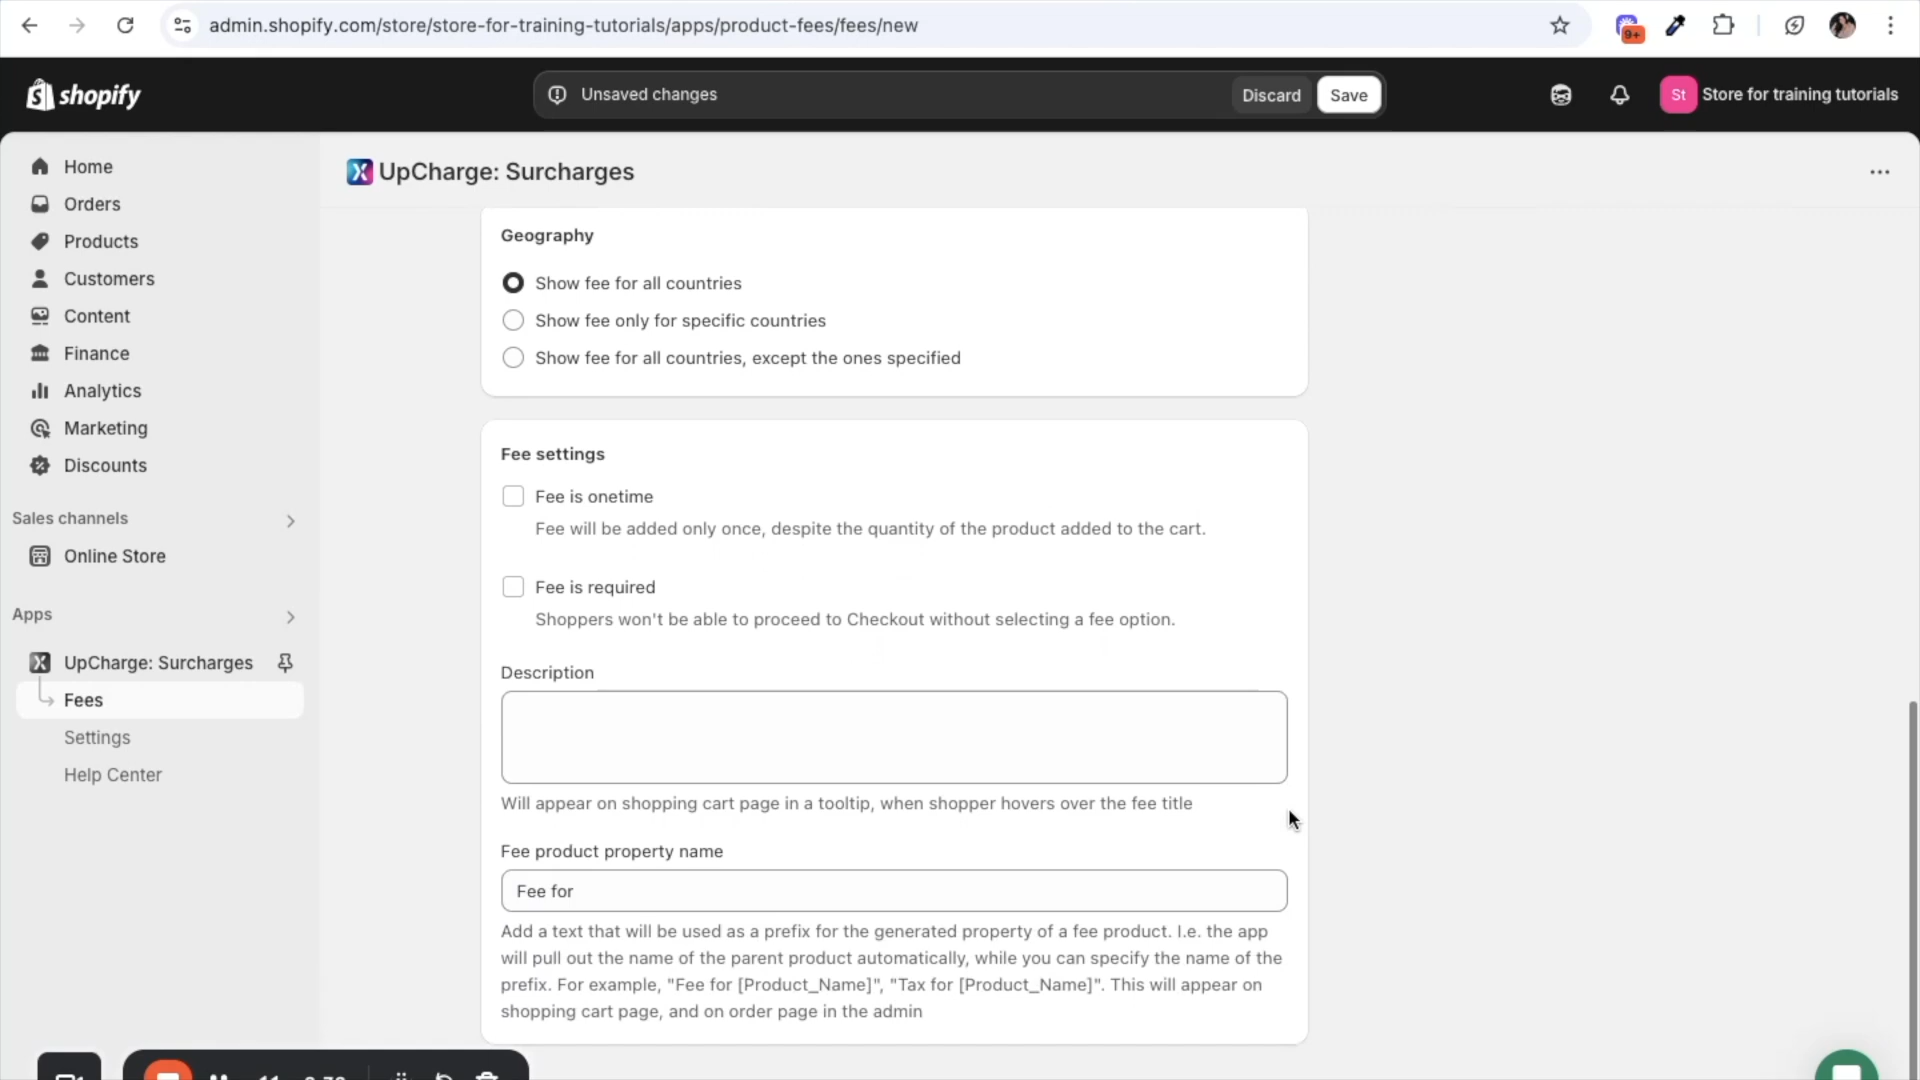 admin.shopify.com/store/store-for-training-tutorials/apps/product-fees/fees/new
9+
shopify
Unsaved changes
Discard
Save
St
Store for training tutorials
Home
Orders
Products
Customers
Content
Finance
Analytics
Marketing
Discounts
Sales channels
Online Store
Apps
UpCharge: Surcharges
Fees
Settings
Help Center
UpCharge: Surcharges
Geography
Show fee for all countries
Show fee only for specific countries
Show fee for all countries, except the ones specified
Fee settings
Fee is onetime
Fee will be added only once, despite the quantity of the product added to the cart.
Fee is required
Shoppers won't be able to proceed to Checkout without selecting a fee option.
Description
Will appear on shopping cart page in a tooltip, when shopper hovers over the fee title
Fee product property name
Fee for
Add a text that will be used as a prefix for the generated property of a fee product. I.e. the app
will pull out the name of the parent product automatically, while you can specify the name of the
prefix. For example, "Fee for [Product_Name]", "Tax for [Product_Name]". This will appear on
shopping cart page, and on order page in the admin